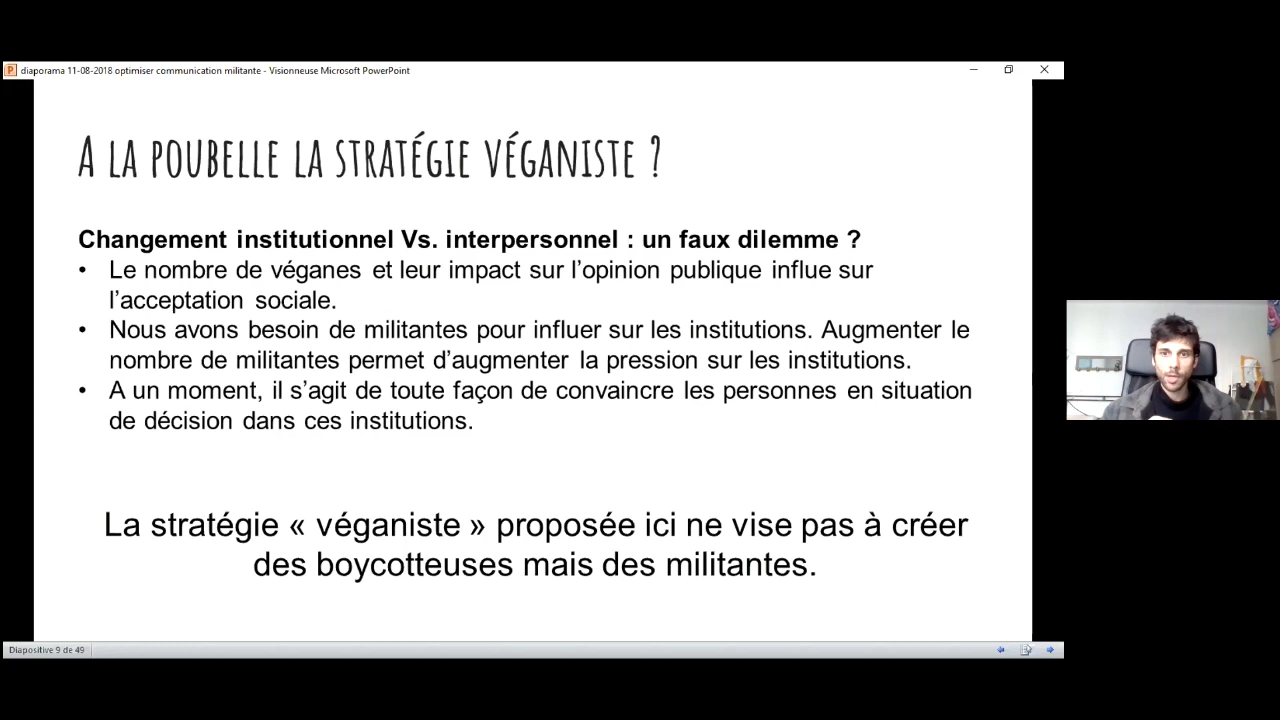 diaporama 11-08-2018 optimiser communication militante - Visionneuse Microsoft PowerPoint
A LA POUBELLE LA STRATÉGIE VÉGANISTE ?
Changement institutionnel Vs. interpersonnel : un faux dilemme ?
• Le nombre de véganes et leur impact sur l’opinion publique influe sur
l’acceptation sociale.
• Nous avons besoin de militantes pour influer sur les institutions. Augmenter le
nombre de militantes permet d’augmenter la pression sur les institutions.
• A un moment, il s’agit de toute façon de convaincre les personnes en situation
de décision dans ces institutions.
La stratégie « véganiste » proposée ici ne vise pas à créer
des boycotteuses mais des militantes.
Diapositive 9 de 49